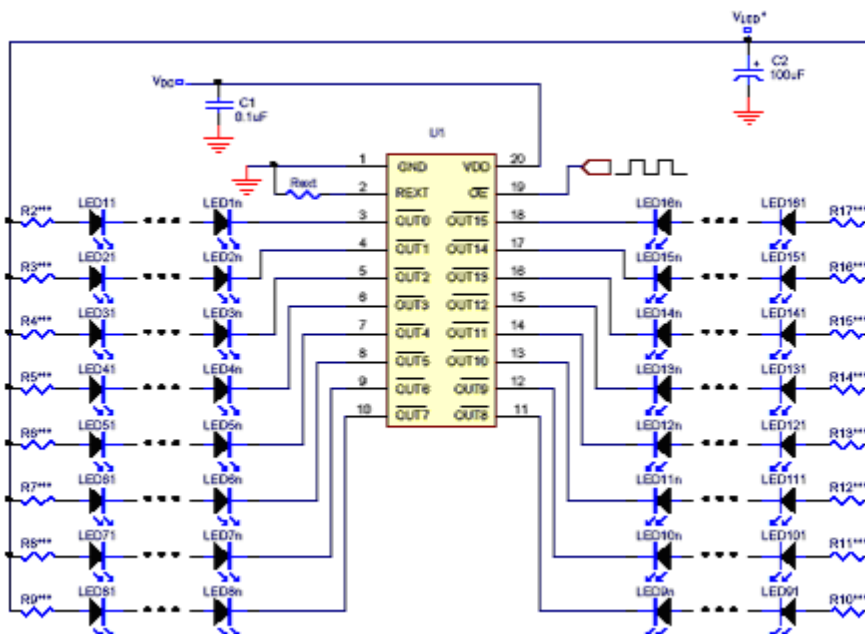 VLED*
C2
100uF
VDD
C1
0.1uF
U1
1 GND VDD 20
Rext
2 REXT OE 19
R2*** LED11 LED1n 3 OUT0 OUT15 18 LED16n LED161 R17***
R3*** LED21 LED2n 4 OUT1 OUT14 17 LED15n LED151 R16***
R4*** LED31 LED3n 5 OUT2 OUT13 16 LED14n LED141 R15***
R5*** LED41 LED4n 6 OUT3 OUT12 15 LED13n LED131 R14***
R6*** LED51 LED5n 7 OUT4 OUT11 14 LED12n LED121 R13***
R7*** LED61 LED6n 8 OUT5 OUT10 13 LED11n LED111 R12***
R8*** LED71 LED7n 9 OUT6 OUT9 12 LED10n LED101 R11***
R9*** LED81 LED8n 10 OUT7 OUT8 11 LED9n LED91 R10***